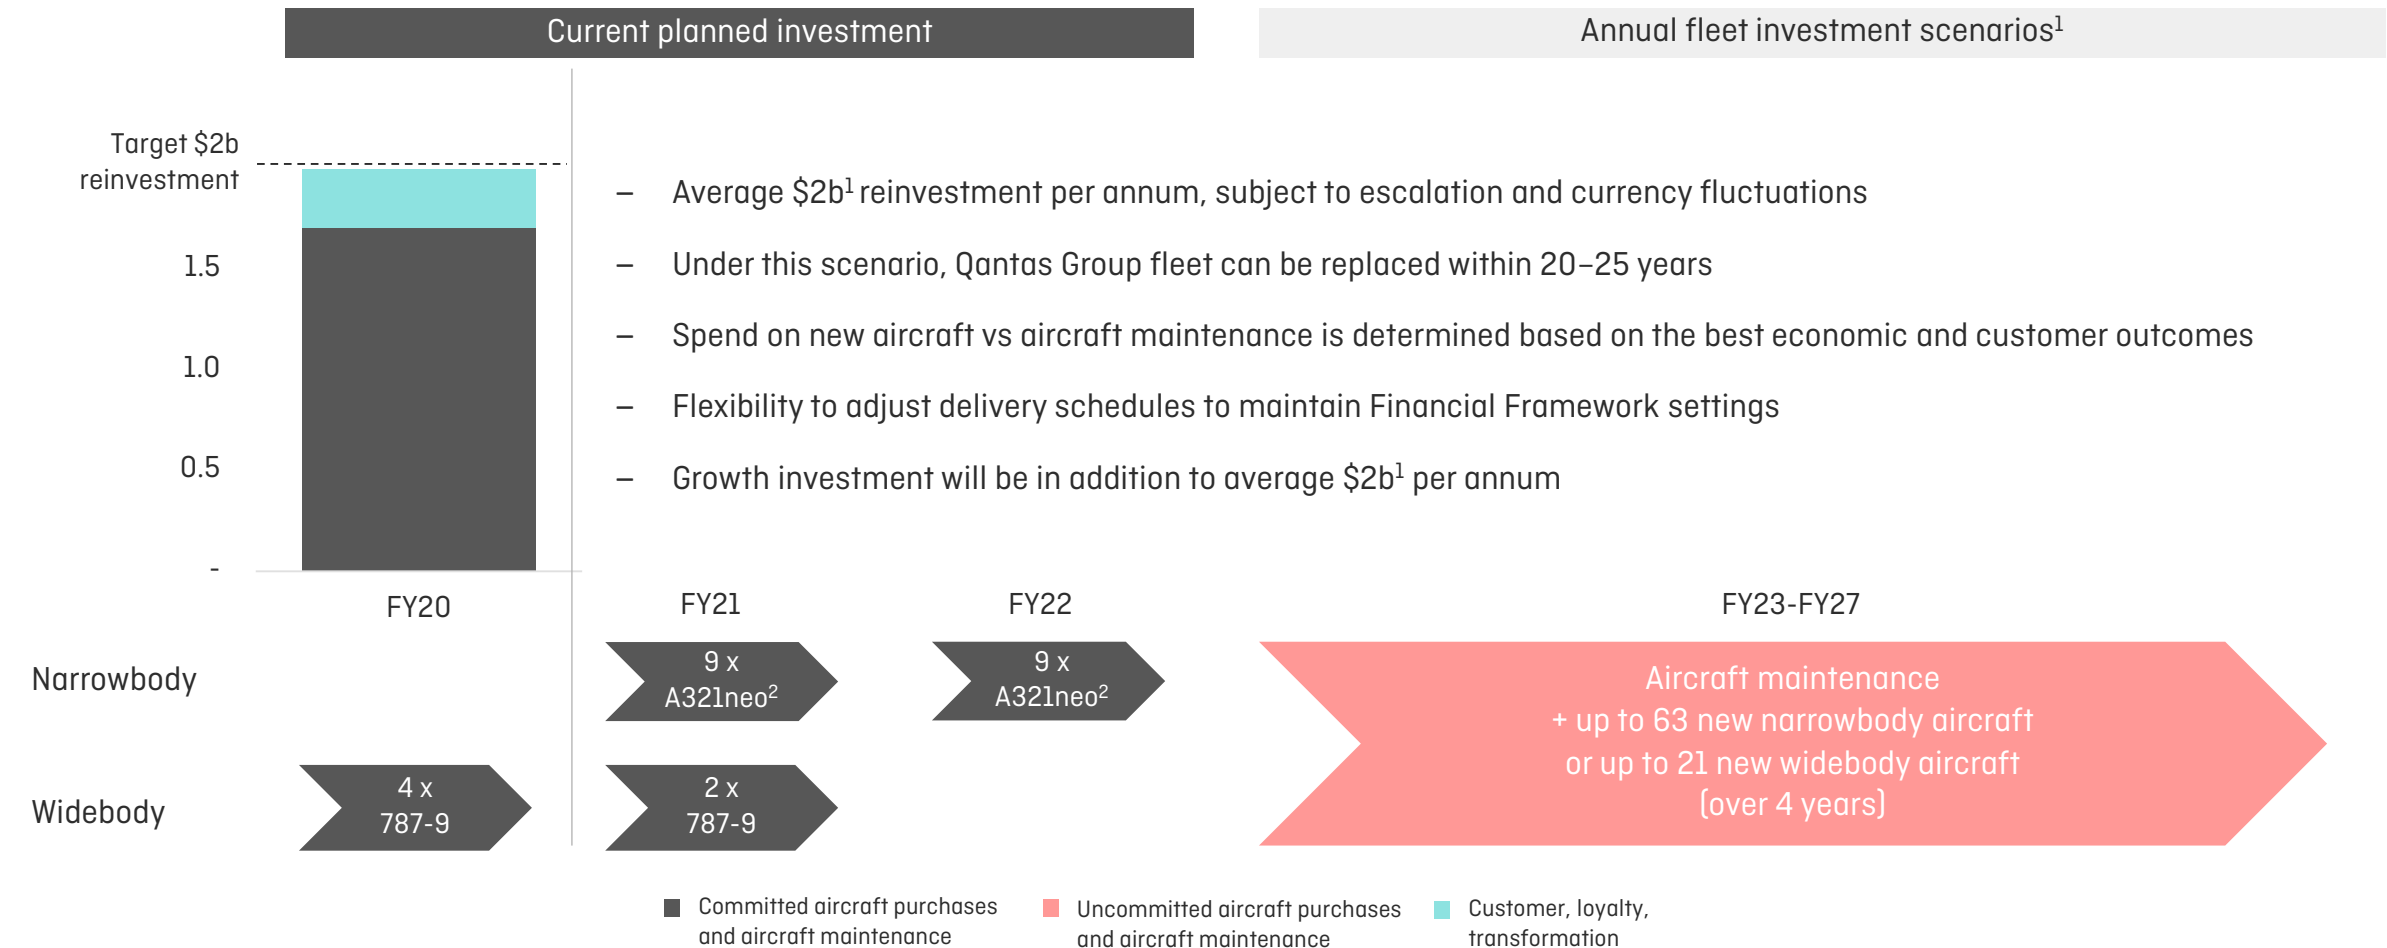 Current planned investment
Annual fleet investment scenarios¹
Target $2b
reinvestment
1.5
1.0
0.5
-
– Average $2b¹ reinvestment per annum, subject to escalation and currency fluctuations
– Under this scenario, Qantas Group fleet can be replaced within 20–25 years
– Spend on new aircraft vs aircraft maintenance is determined based on the best economic and customer outcomes
– Flexibility to adjust delivery schedules to maintain Financial Framework settings
– Growth investment will be in addition to average $2b¹ per annum
FY20
FY21
FY22
FY23-FY27
Narrowbody
9 x
A321neo²
9 x
A321neo²
Aircraft maintenance
+ up to 63 new narrowbody aircraft
or up to 21 new widebody aircraft
(over 4 years)
Widebody
4 x
787-9
2 x
787-9
Committed aircraft purchases
and aircraft maintenance
Uncommitted aircraft purchases
and aircraft maintenance
Customer, loyalty,
transformation